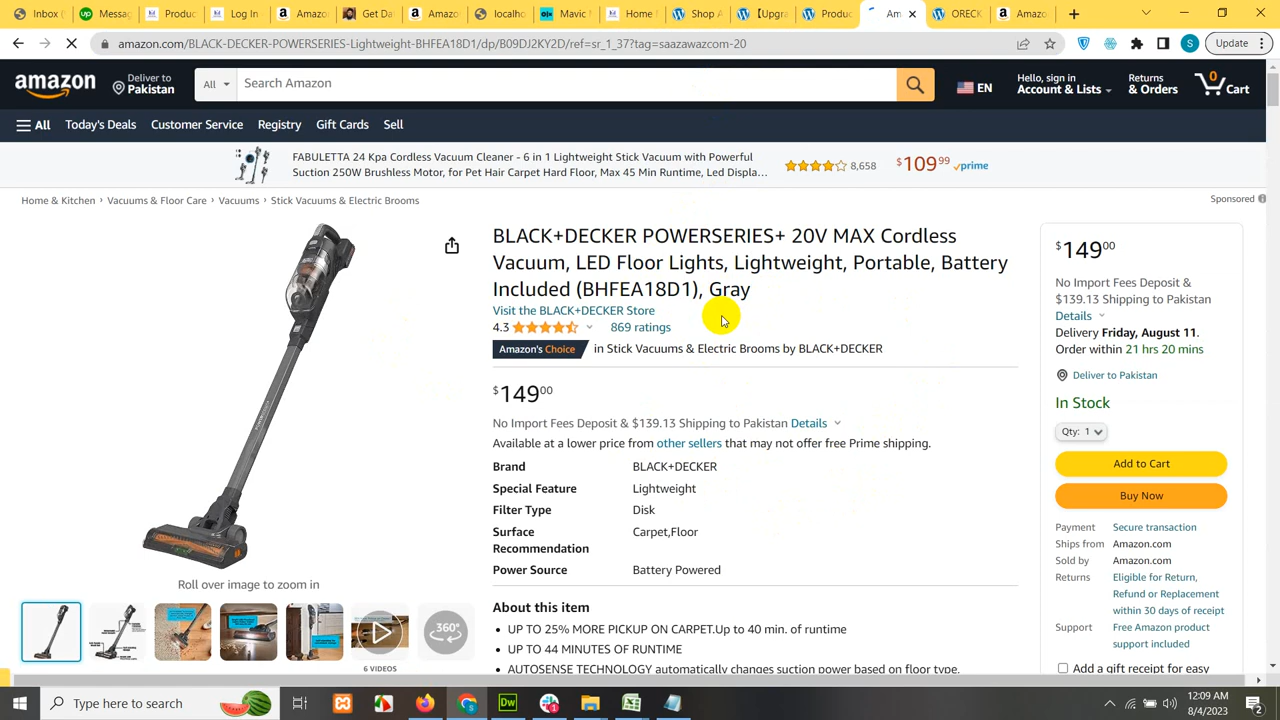 Inbox (
Messag
Produc
Log In
Amazo
Get Da
Amazo
localho
Mavic
Home
Shop A
【Upgra
Produc
Am
ORECK
Amazo
amazon.com/BLACK-DECKER-POWERSERIES-Lightweight-BHFEA18D1/dp/B09DJ2KY2D/ref=sr_1_37?tag=saazawazcom-20
S
Update
amazon
Deliver to
Pakistan
All
Search Amazon
EN
Hello, sign in
Account & Lists
Returns
& Orders
0
Cart
All
Today's Deals
Customer Service
Registry
Gift Cards
Sell
FABULETTA 24 Kpa Cordless Vacuum Cleaner - 6 in 1 Lightweight Stick Vacuum with Powerful
Suction 250W Brushless Motor, for Pet Hair Carpet Hard Floor, Max 45 Min Runtime, Led Displa...
8,658
$109.99
prime
Sponsored
Home & Kitchen › Vacuums & Floor Care › Vacuums › Stick Vacuums & Electric Brooms
BLACK+DECKER POWERSERIES+ 20V MAX Cordless
Vacuum, LED Floor Lights, Lightweight, Portable, Battery
Included (BHFEA18D1), Gray
Visit the BLACK+DECKER Store
4.3
869 ratings
Amazon's Choice in Stick Vacuums & Electric Brooms by BLACK+DECKER
$149.00
No Import Fees Deposit & $139.13 Shipping to Pakistan Details
Available at a lower price from other sellers that may not offer free Prime shipping.
Brand BLACK+DECKER
Special Feature Lightweight
Filter Type Disk
Surface Carpet,Floor
Recommendation
Power Source Battery Powered
About this item
• UP TO 25% MORE PICKUP ON CARPET.Up to 40 min. of runtime
• UP TO 44 MINUTES OF RUNTIME
• AUTOSENSE TECHNOLOGY automatically changes suction power based on floor type.
Roll over image to zoom in
360°
6 VIDEOS
$149.00
No Import Fees Deposit &
$139.13 Shipping to Pakistan
Details
Delivery Friday, August 11.
Order within 21 hrs 20 mins
Deliver to Pakistan
In Stock
Qty: 1
Add to Cart
Buy Now
Payment Secure transaction
Ships from Amazon.com
Sold by Amazon.com
Returns Eligible for Return,
Refund or Replacement
within 30 days of receipt
Support Free Amazon product
support included
Add a gift receipt for easy
Type here to search
Dw
12:09 AM
8/4/2023
2